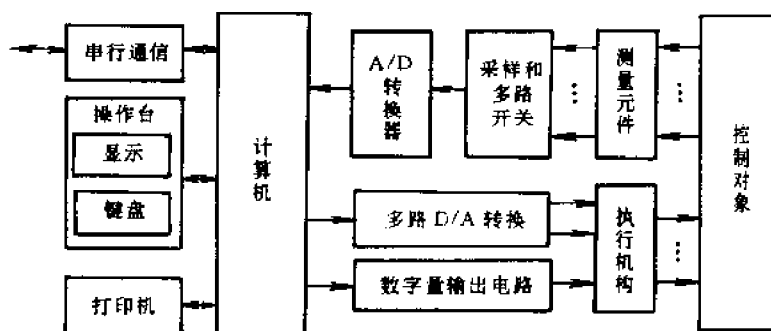 串行通信
操作台
显示
键盘
打印机
计算机
A/D
转换器
采样和
多路
开关
测量元件
多路 D/A 转换
数字量输出电路
执行机构
控制对象